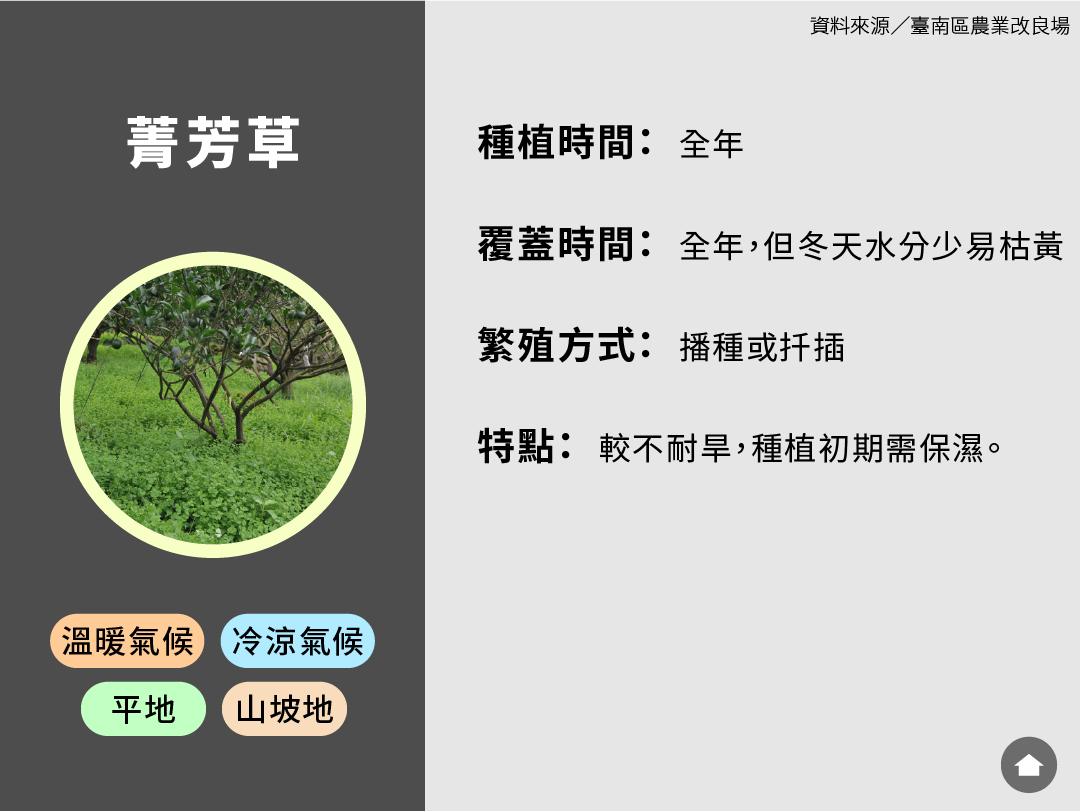 資料來源／臺南區農業改良場
菁芳草
種植時間： 全年
覆蓋時間： 全年，但冬天水分少易枯黃
繁殖方式： 播種或扦插
特點： 較不耐旱，種植初期需保濕。
溫暖氣候 冷涼氣候
平地 山坡地